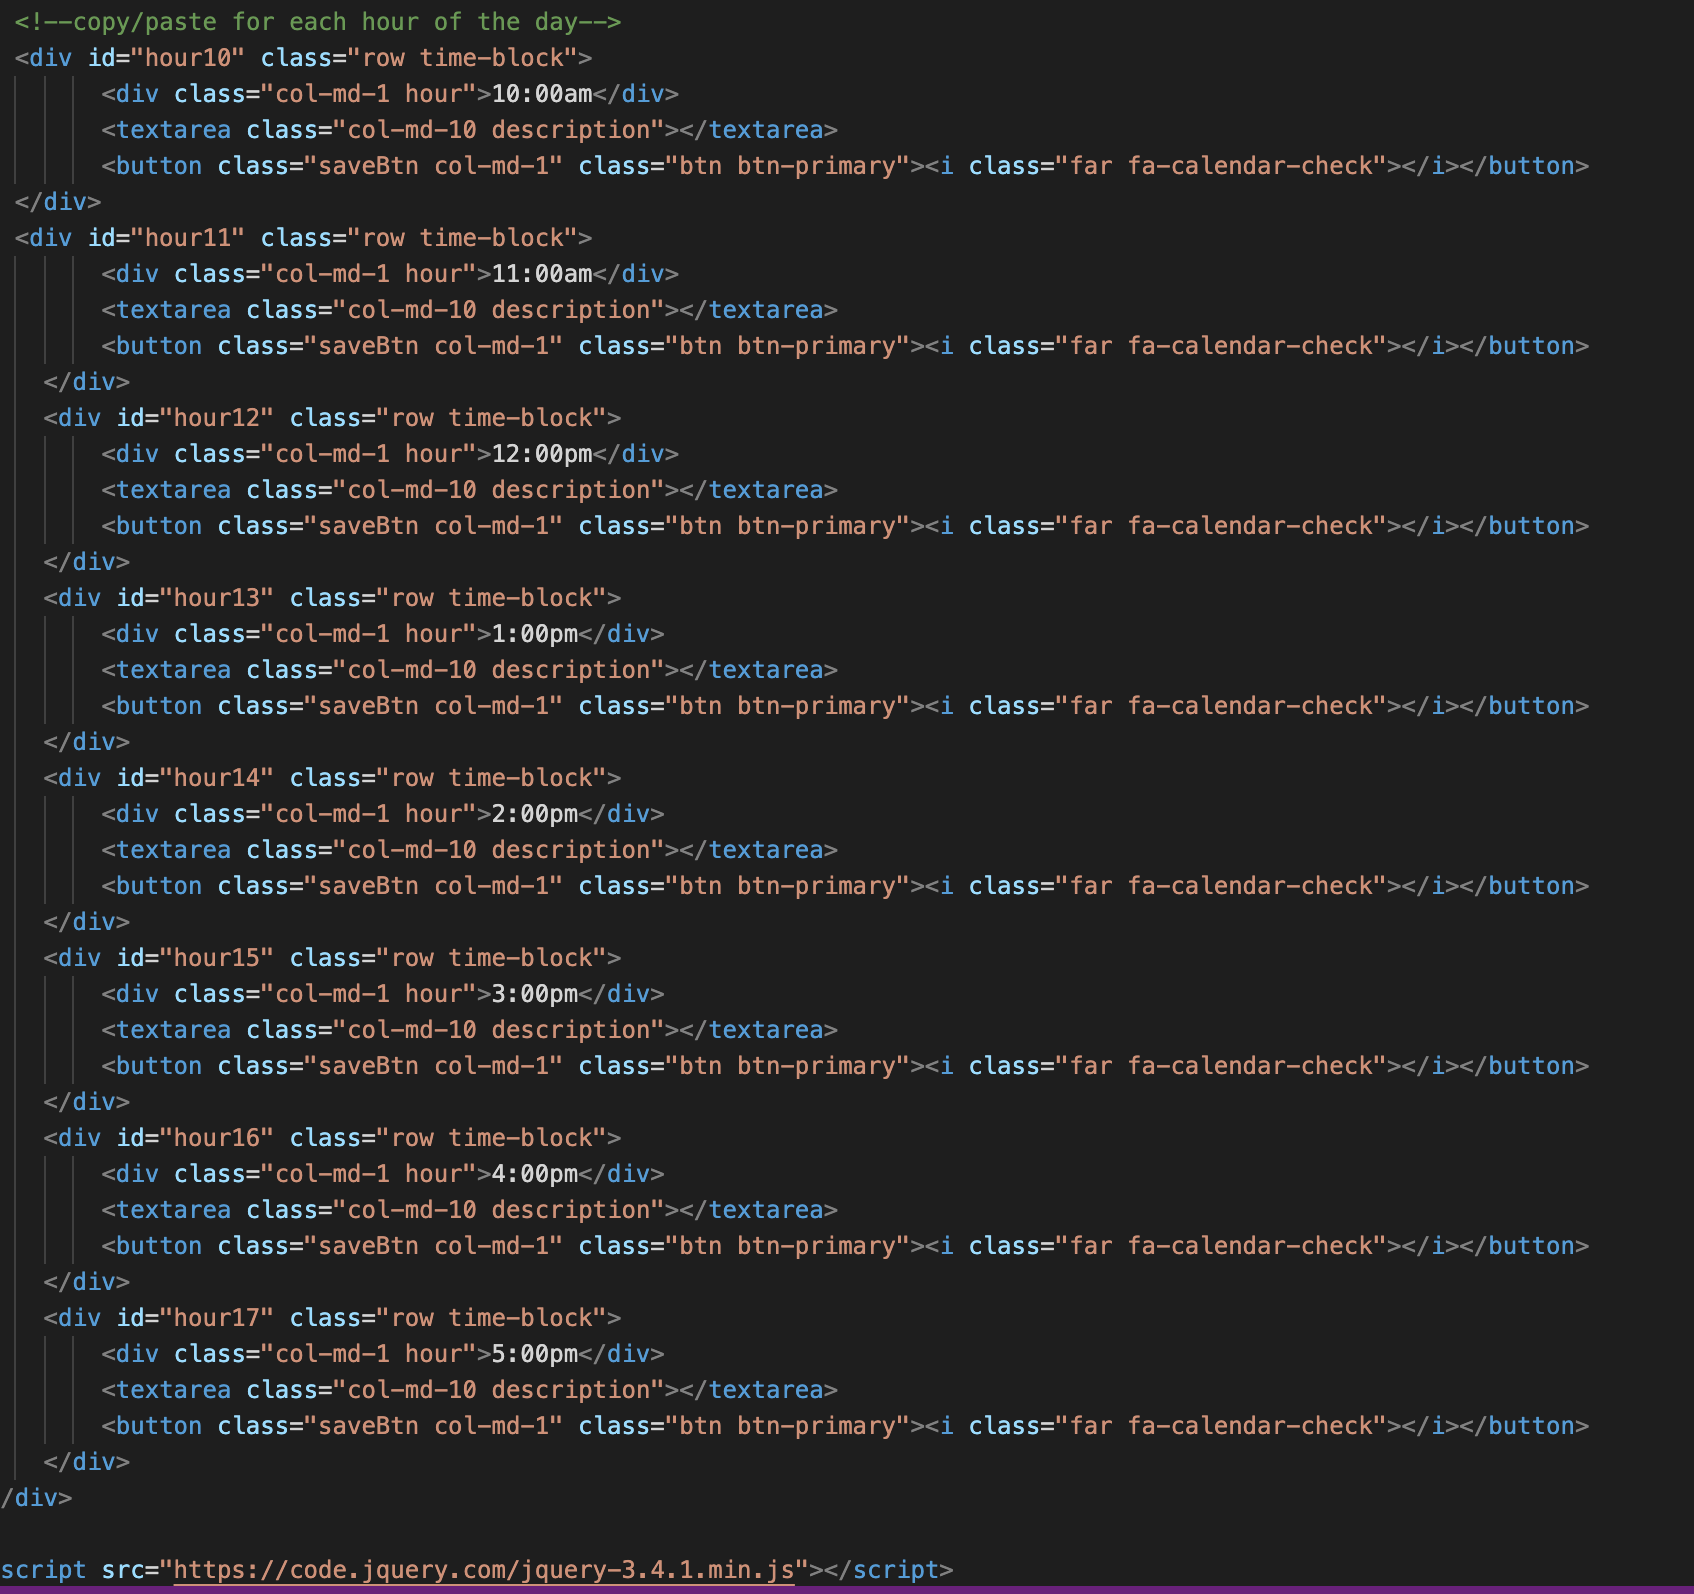 <!--copy/paste for each hour of the day-->
<div id="hour10" class="row time-block">
<div class="col-md-1 hour">10:00am</div>
<textarea class="col-md-10 description"></textarea>
<button class="saveBtn col-md-1" class="btn btn-primary"><i class="far fa-calendar-check"></i></button>
</div>
<div id="hour11" class="row time-block">
<div class="col-md-1 hour">11:00am</div>
<textarea class="col-md-10 description"></textarea>
<button class="saveBtn col-md-1" class="btn btn-primary"><i class="far fa-calendar-check"></i></button>
</div>
<div id="hour12" class="row time-block">
<div class="col-md-1 hour">12:00pm</div>
<textarea class="col-md-10 description"></textarea>
<button class="saveBtn col-md-1" class="btn btn-primary"><i class="far fa-calendar-check"></i></button>
</div>
<div id="hour13" class="row time-block">
<div class="col-md-1 hour">1:00pm</div>
<textarea class="col-md-10 description"></textarea>
<button class="saveBtn col-md-1" class="btn btn-primary"><i class="far fa-calendar-check"></i></button>
</div>
<div id="hour14" class="row time-block">
<div class="col-md-1 hour">2:00pm</div>
<textarea class="col-md-10 description"></textarea>
<button class="saveBtn col-md-1" class="btn btn-primary"><i class="far fa-calendar-check"></i></button>
</div>
<div id="hour15" class="row time-block">
<div class="col-md-1 hour">3:00pm</div>
<textarea class="col-md-10 description"></textarea>
<button class="saveBtn col-md-1" class="btn btn-primary"><i class="far fa-calendar-check"></i></button>
</div>
<div id="hour16" class="row time-block">
<div class="col-md-1 hour">4:00pm</div>
<textarea class="col-md-10 description"></textarea>
<button class="saveBtn col-md-1" class="btn btn-primary"><i class="far fa-calendar-check"></i></button>
</div>
<div id="hour17" class="row time-block">
<div class="col-md-1 hour">5:00pm</div>
<textarea class="col-md-10 description"></textarea>
<button class="saveBtn col-md-1" class="btn btn-primary"><i class="far fa-calendar-check"></i></button>
</div>
/div>
script src="https://code.jquery.com/jquery-3.4.1.min.js"></script>